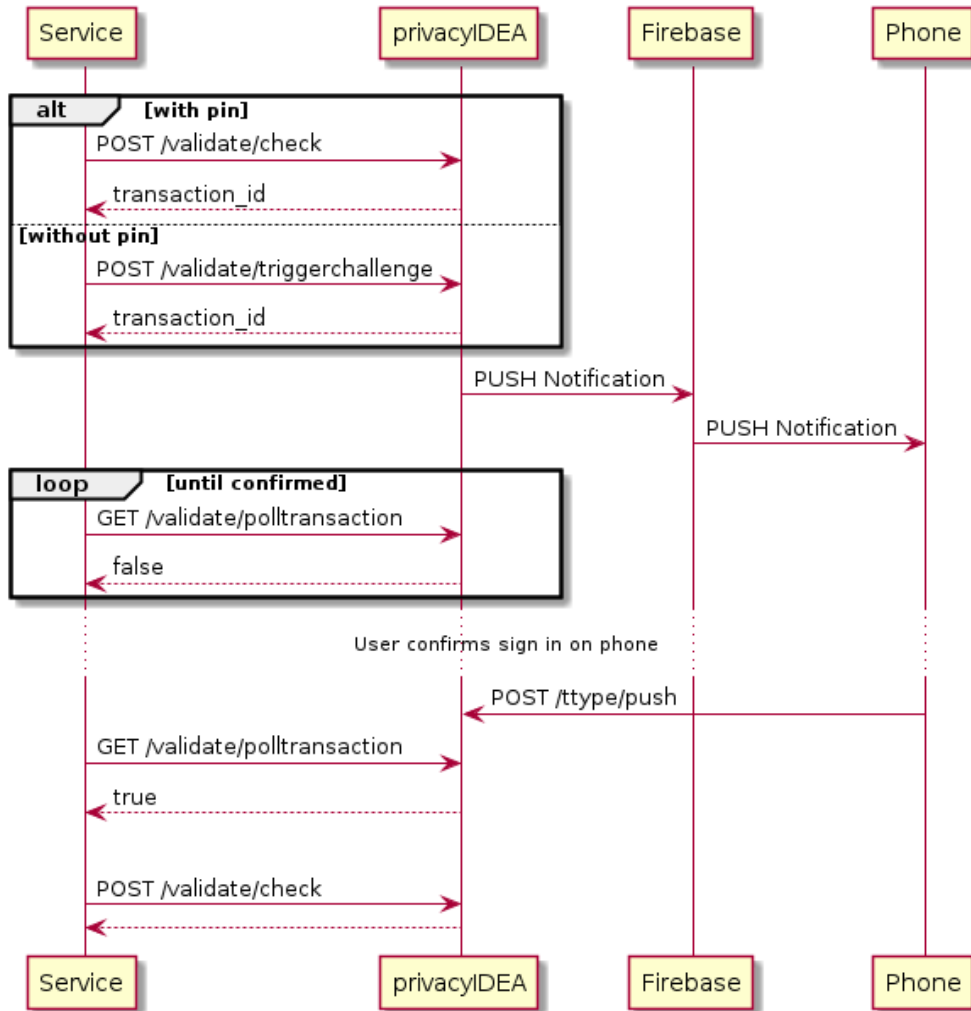 Service
privacyIDEA
Firebase
Phone
alt
[with pin]
POST /validate/check
transaction_id
[without pin]
POST /validate/triggerchallenge
transaction_id
PUSH Notification
PUSH Notification
loop
[until confirmed]
GET /validate/polltransaction
false
User confirms sign in on phone
POST /ttype/push
GET /validate/polltransaction
true
POST /validate/check
Service
privacyIDEA
Firebase
Phone